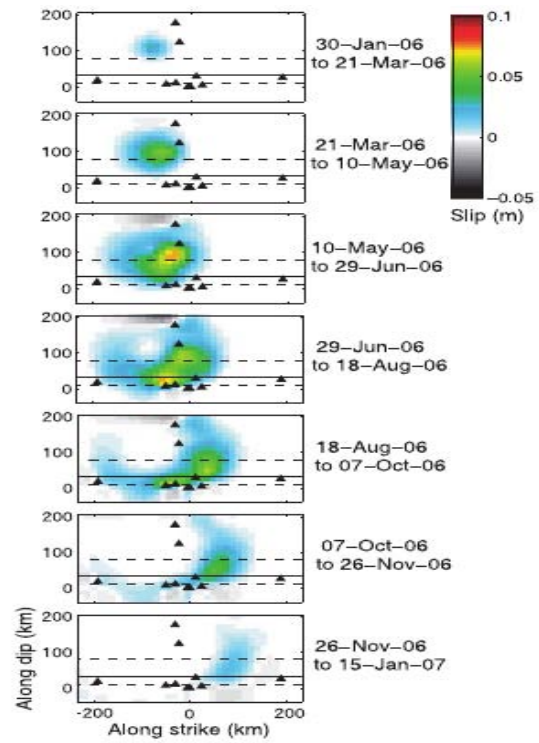 200
100
0
30-Jan-06
to 21-Mar-06
0.1
0.05
0
-0.05
Slip (m)
200
100
0
21-Mar-06
to 10-May-06
200
100
0
10-May-06
to 29-Jun-06
200
100
0
29-Jun-06
to 18-Aug-06
200
100
0
18-Aug-06
to 07-Oct-06
200
100
0
07-Oct-06
to 26-Nov-06
200
100
0
26-Nov-06
to 15-Jan-07
Along dip (km)
-200 0 200
Along strike (km)